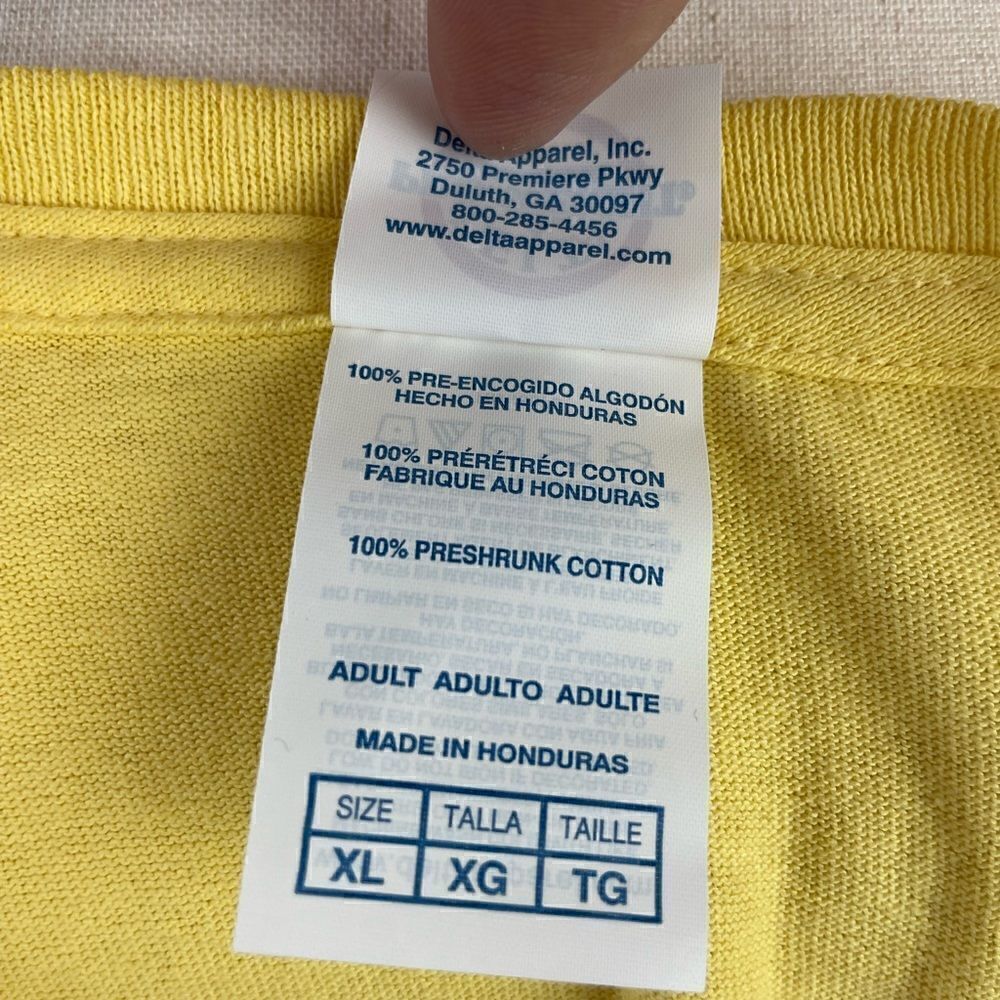 Apparel, Inc.
2750 Premiere Pkwy
Duluth, GA 30097
800-285-4456
www.deltaapparel.com
100% PRE-ENCOGIDO ALGODÓN
HECHO EN HONDURAS
100% PRÉRÉTRÉCI COTON
FABRIQUE AU HONDURAS
100% PRESHRUNK COTTON
ADULT ADULTO ADULTE
MADE IN HONDURAS
SIZE TALLA TAILLE
XL XG TG